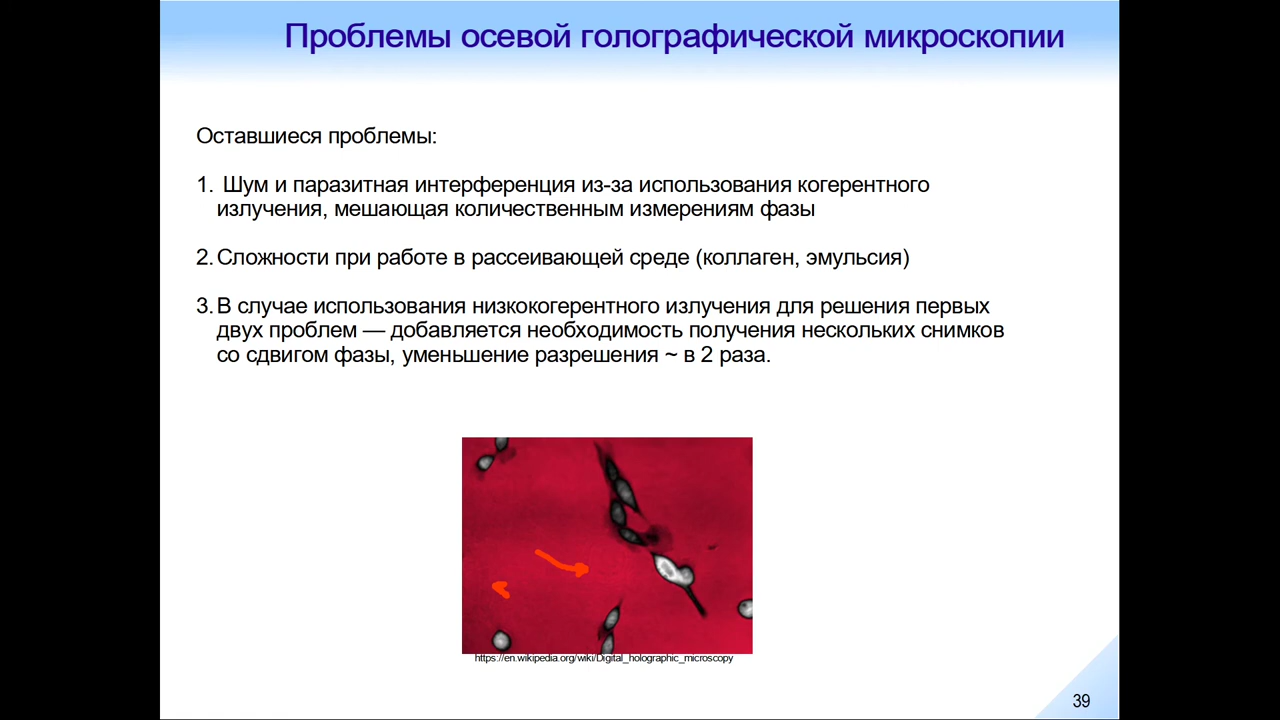 Проблемы осевой голографической микроскопии
Оставшиеся проблемы:
1. Шум и паразитная интерференция из-за использования когерентного
излучения, мешающая количественным измерениям фазы
2. Сложности при работе в рассеивающей среде (коллаген, эмульсия)
3. В случае использования низкокогерентного излучения для решения первых
двух проблем — добавляется необходимость получения нескольких снимков
со сдвигом фазы, уменьшение разрешения ~ в 2 раза.
https://en.wikipedia.org/wiki/Digital_holographic_microscopy
39